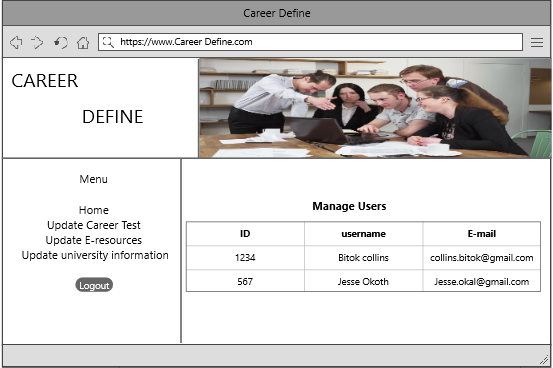 Career Define
https://www.Career Define.com
CAREER
DEFINE
Menu
Home
Update Career Test
Update E-resources
Update university information
Logout
Manage Users
ID username E-mail
1234 Bitok collins collins.bitok@gmail.com
567 Jesse Okoth Jesse.okal@gmail.com